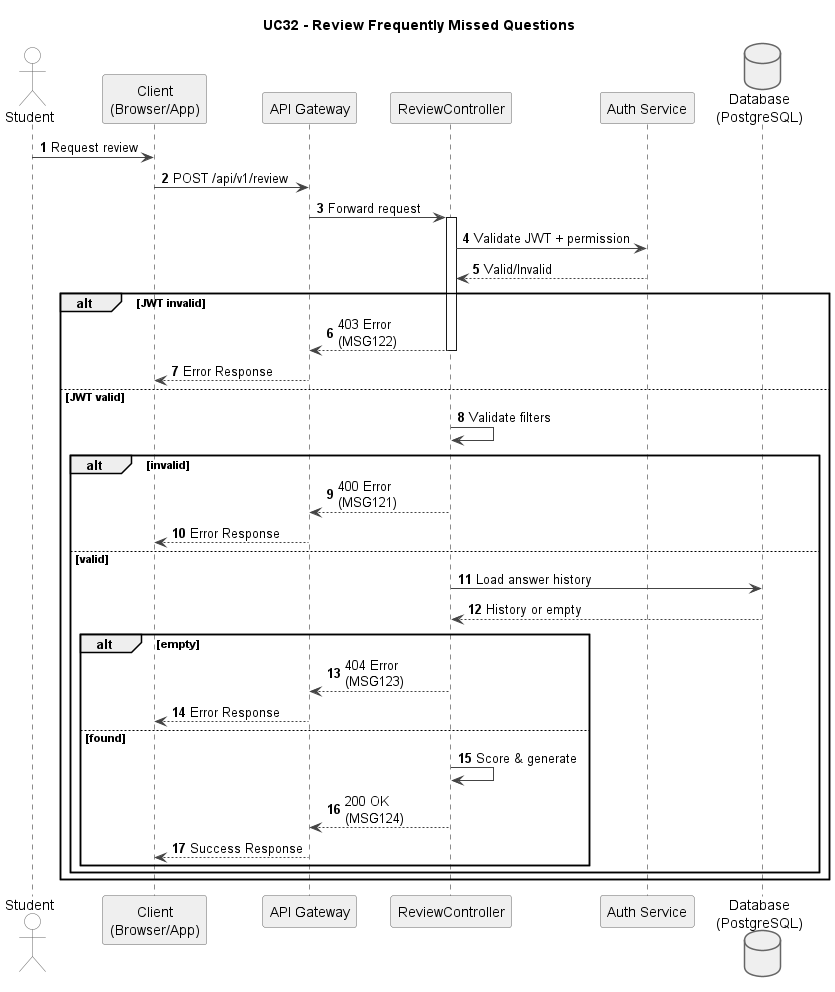 UC32 - Review Frequently Missed Questions
Student
Client
(Browser/App)
API Gateway
ReviewController
Auth Service
Database
(PostgreSQL)
1 Request review
2 POST /api/v1/review
3 Forward request
4 Validate JWT + permission
5 Valid/Invalid
alt [JWT invalid]
6 403 Error
(MSG122)
7 Error Response
[JWT valid]
8 Validate filters
alt [invalid]
9 400 Error
(MSG121)
10 Error Response
[valid]
11 Load answer history
12 History or empty
alt [empty]
13 404 Error
(MSG123)
14 Error Response
[found]
15 Score & generate
16 200 OK
(MSG124)
17 Success Response
Student
Client
(Browser/App)
API Gateway
ReviewController
Auth Service
Database
(PostgreSQL)